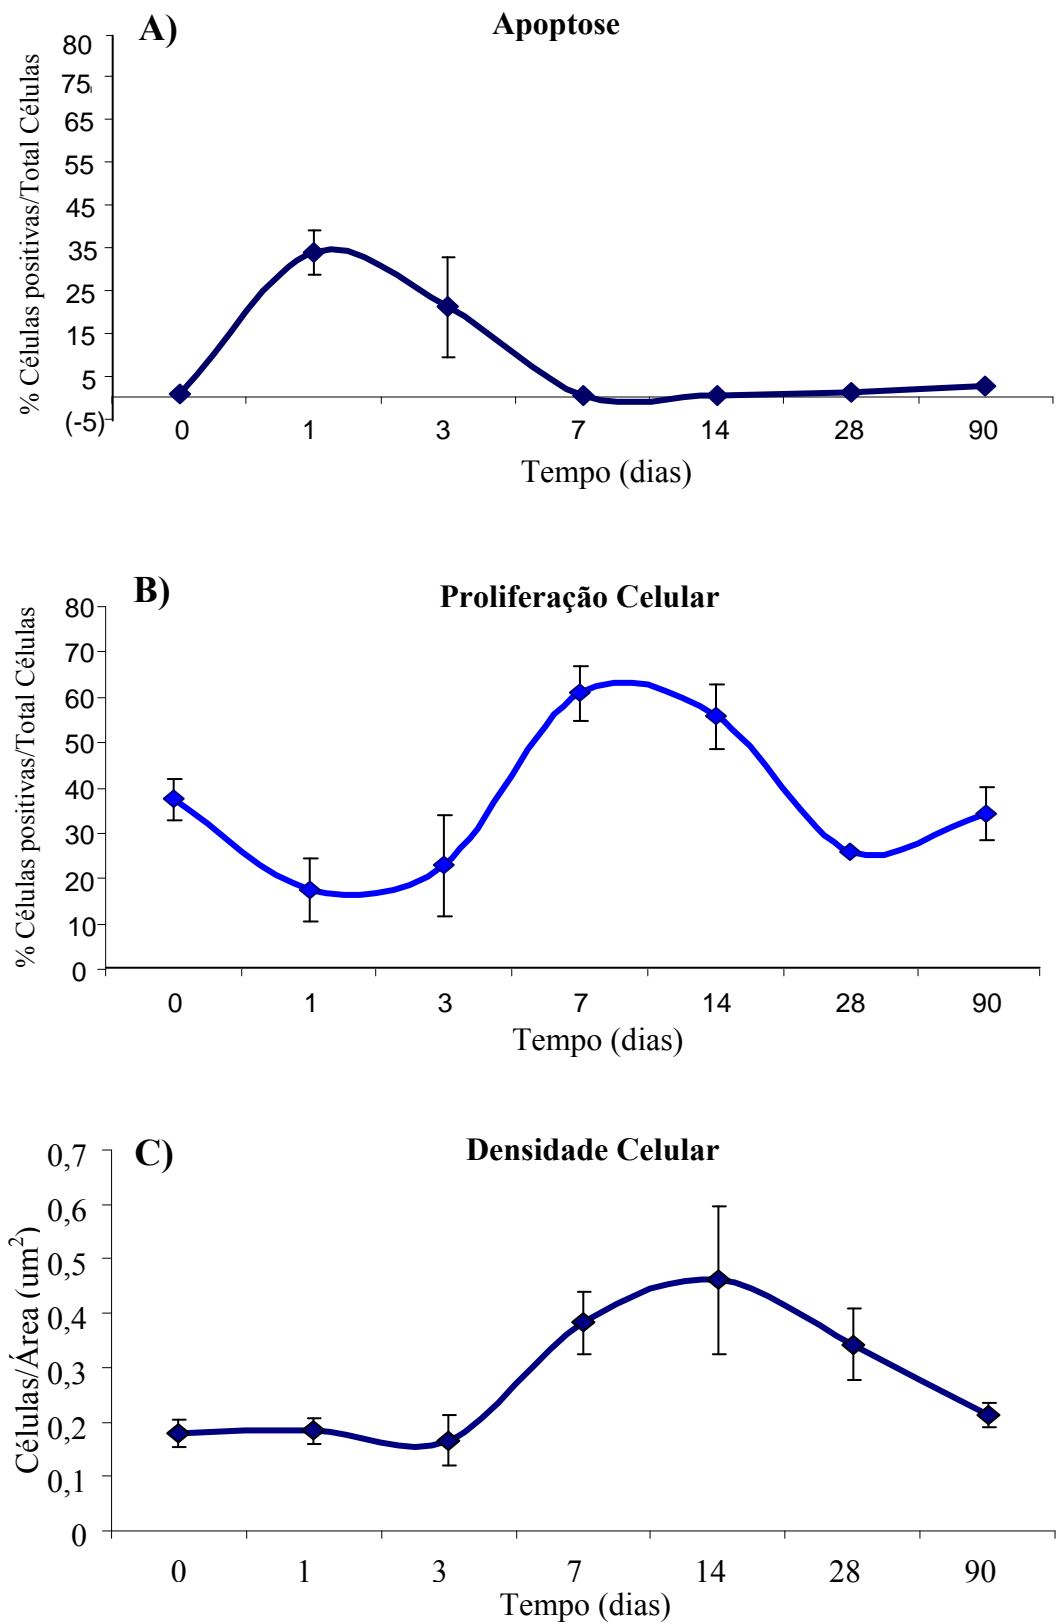 A)
Apoptose
% Células positivas/Total Células
80
75
65
55
45
35
25
15
5
(-5)
0 1 3 7 14 28 90
Tempo (dias)
B)
Proliferação Celular
% Células positivas/Total Células
80
70
60
50
40
30
20
10
0
0 1 3 7 14 28 90
Tempo (dias)
C)
Densidade Celular
Células/Área (um²)
0,7
0,6
0,5
0,4
0,3
0,2
0,1
0
0 1 3 7 14 28 90
Tempo (dias)